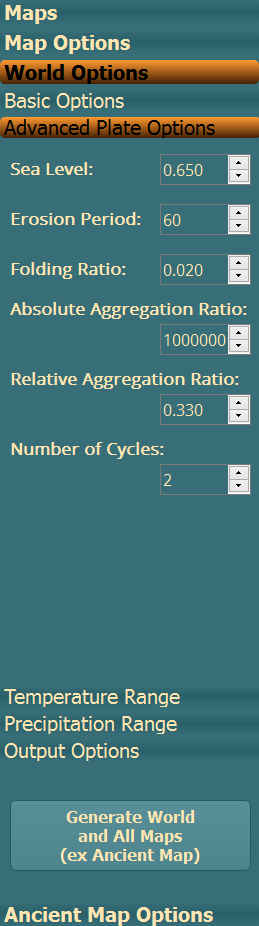 Maps
Map Options
World Options
Basic Options
Advanced Plate Options
Sea Level:
0.650
Erosion Period:
60
Folding Ratio:
0.020
Absolute Aggregation Ratio:
1000000
Relative Aggregation Ratio:
0.330
Number of Cycles:
2
Temperature Range
Precipitation Range
Output Options
Generate World
and All Maps
(ex Ancient Map)
Ancient Map Options